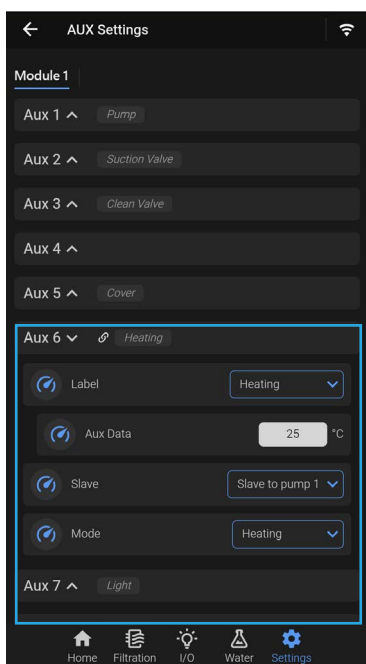 AUX Settings
Module 1
Aux 1 Pump
Aux 2 Suction Valve
Aux 3 Clean Valve
Aux 4
Aux 5 Cover
Aux 6 Heating
Label Heating
Aux Data 25 °C
Slave Slave to pump 1
Mode Heating
Aux 7 Light
Home Filtration I/O Water Settings